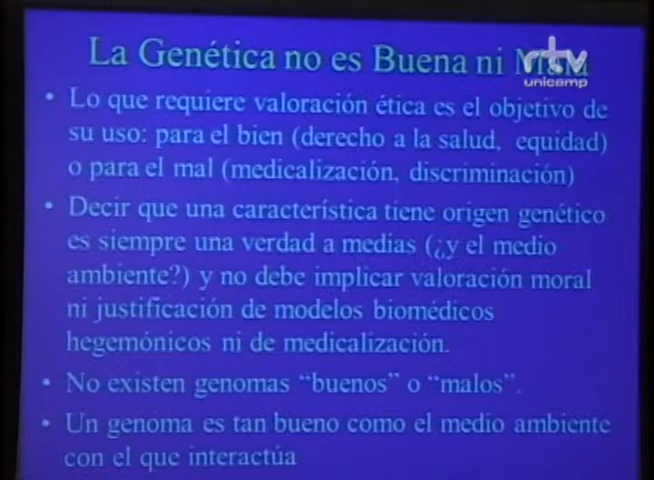 La Genética no es Buena ni Mala
rtv
unicamp
• Lo que requiere valoración ética es el objetivo de
su uso: para el bien (derecho a la salud, equidad)
o para el mal (medicalización, discriminación)
• Decir que una característica tiene origen genético
es siempre una verdad a medias (¿y el medio
ambiente?) y no debe implicar valoración moral
ni justificación de modelos biomédicos
hegemónicos ni de medicalización.
• No existen genomas “buenos” o “malos”.
• Un genoma es tan bueno como el medio ambiente
con el que interactúa